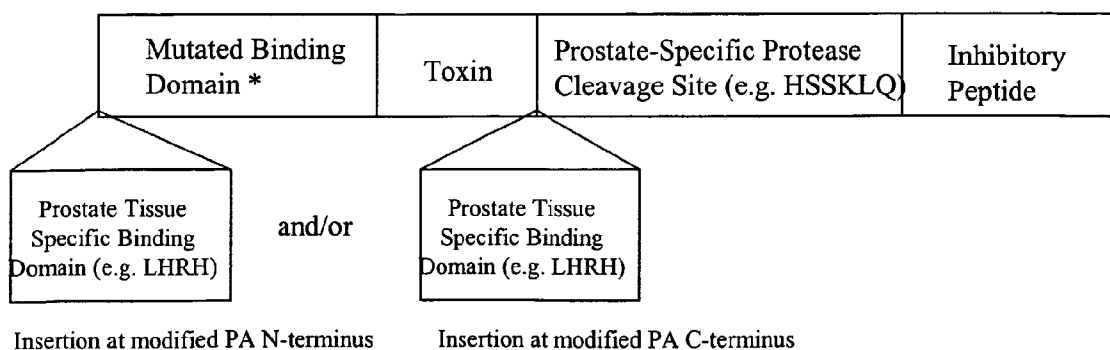 Mutated Binding
Domain *
Toxin
Prostate-Specific Protease
Cleavage Site (e.g. HSSKLQ)
Inhibitory
Peptide
Prostate Tissue
Specific Binding
Domain (e.g. LHRH)
and/or
Prostate Tissue
Specific Binding
Domain (e.g. LHRH)
Insertion at modified PA N-terminus
Insertion at modified PA C-terminus